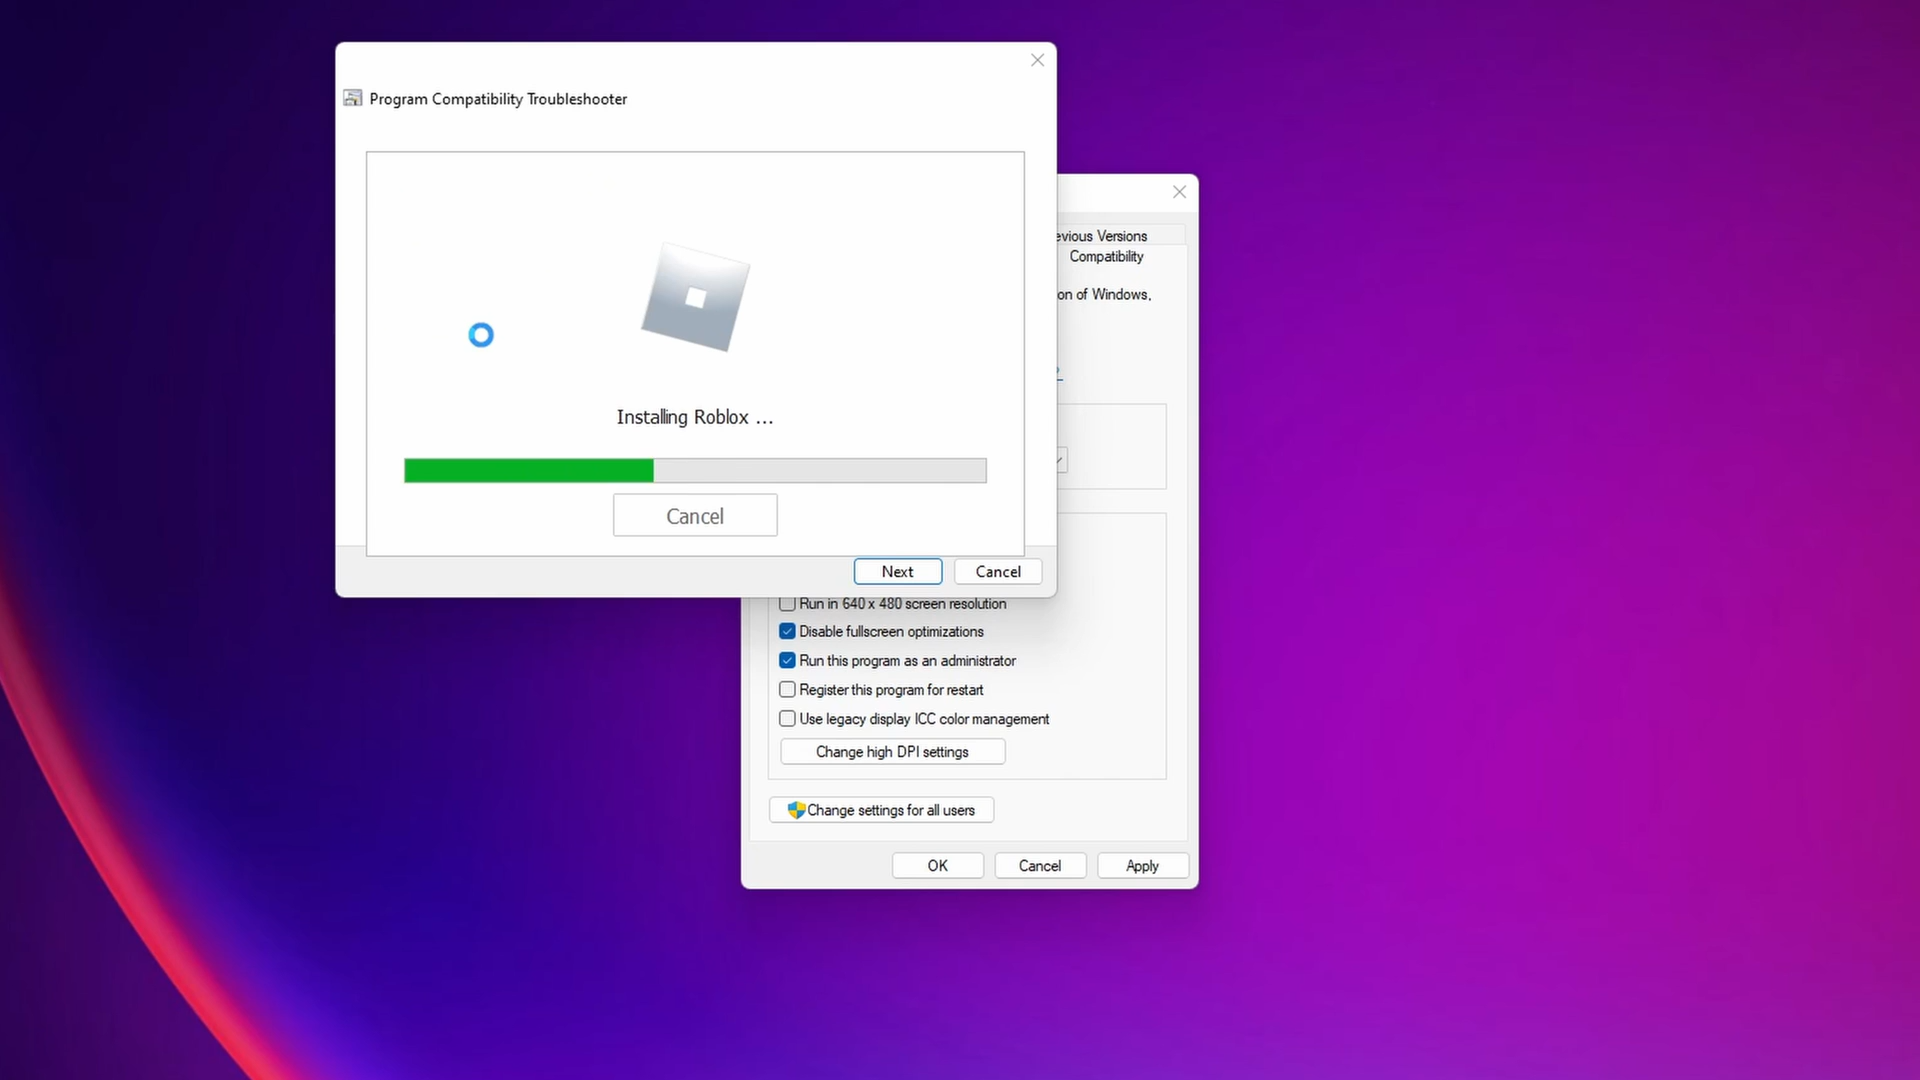 Program Compatibility Troubleshooter
Installing Roblox ...
Cancel
Next
Cancel
Versions
Compatibility
of Windows,
Run in 640 x 480 screen resolution
Disable fullscreen optimizations
Run this program as an administrator
Register this program for restart
Use legacy display ICC color management
Change high DPI settings
Change settings for all users
OK
Cancel
Apply